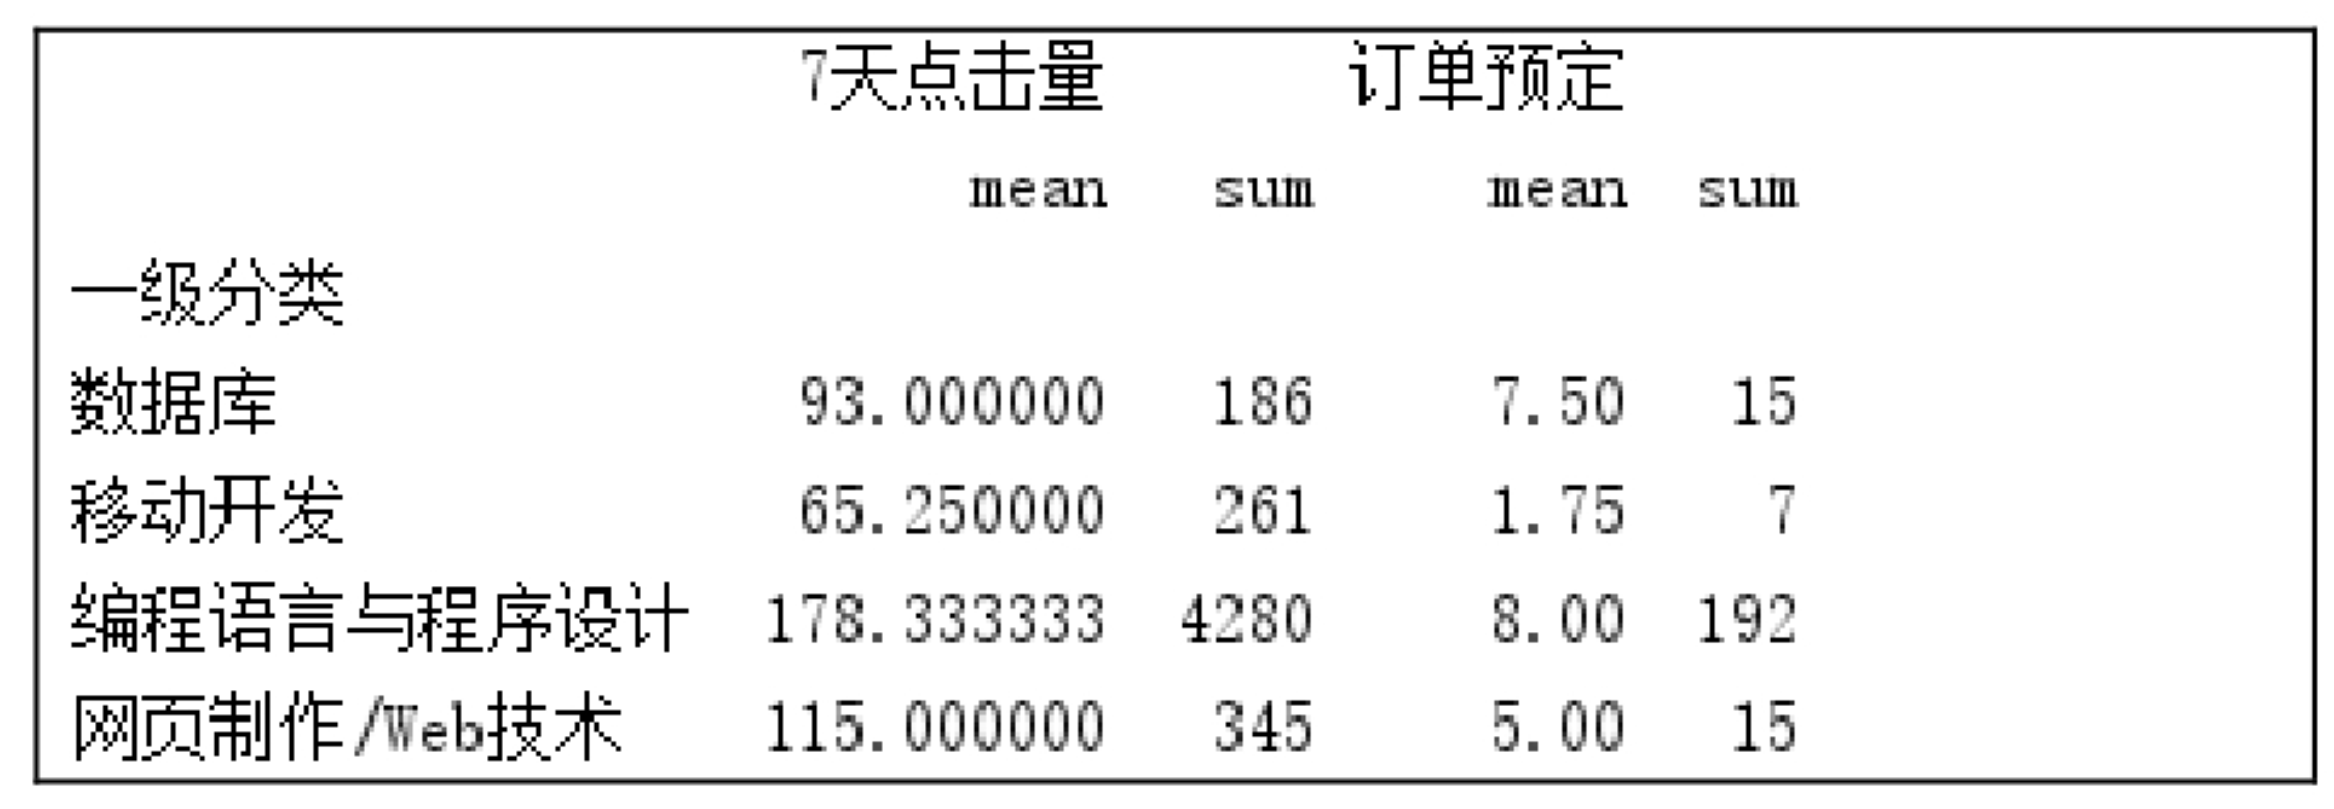 7天点击量 订单预定
mean sum mean sum
一级分类
数据库 93.000000 186 7.50 15
移动开发 65.250000 261 1.75 7
编程语言与程序设计 178.333333 4280 8.00 192
网页制作/Web技术 115.000000 345 5.00 15